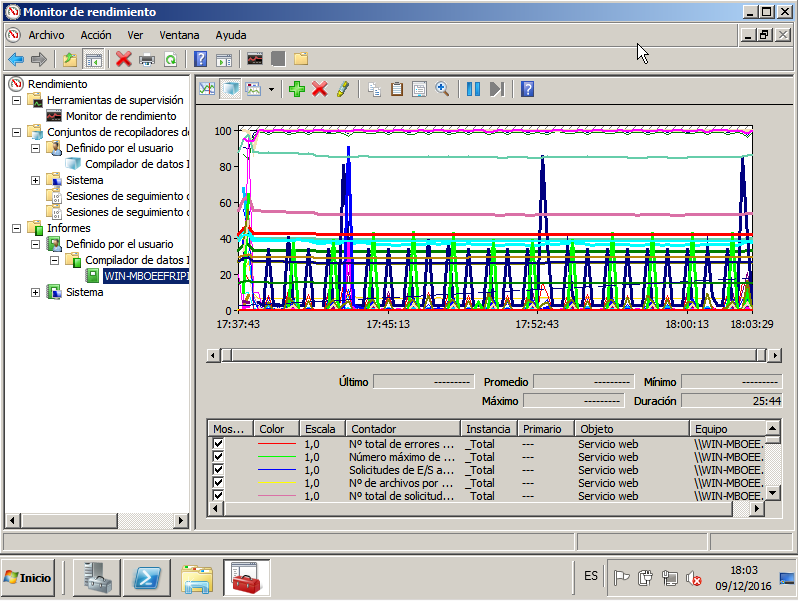 Monitor de rendimiento
Archivo Acción Ver Ventana Ayuda
Rendimiento
Herramientas de supervisión
Monitor de rendimiento
Conjuntos de recopiladores d
Definido por el usuario
Compilador de datos I
Sistema
Sesiones de seguimiento d
Sesiones de seguimiento d
Informes
Definido por el usuario
Compilador de datos I
WIN-MBOEEFRIPI
Sistema
100
80
60
40
20
0
17:37:43 17:45:13 17:52:43 18:00:13 18:03:29
Último --------- Promedio --------- Mínimo ---------
Máximo --------- Duración 25:44
Mos... Color Escala Contador Instancia Primario Objeto Equipo
1,0 Nº total de errores ... _Total --- Servicio web \\WIN-MBOEE.
1,0 Número máximo de ... _Total --- Servicio web \\WIN-MBOEE.
1,0 Solicitudes de E/S a... _Total --- Servicio web \\WIN-MBOEE.
1,0 Nº de archivos por ... _Total --- Servicio web \\WIN-MBOEE.
1,0 Nº total de solicitud... _Total --- Servicio web \\WIN-MBOEE.
Inicio
ES
18:03
09/12/2016